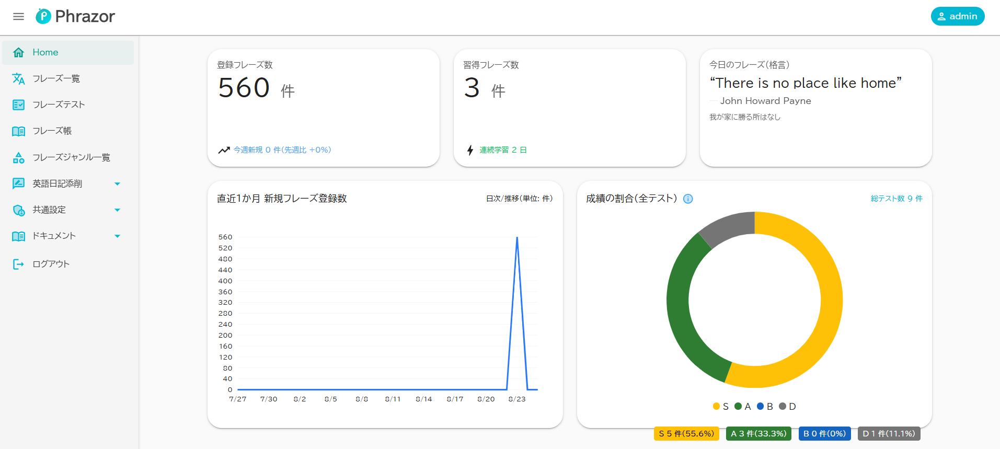 Phrazor
admin
Home
フレーズ一覧
フレーズテスト
フレーズ帳
フレーズジャンル一覧
英語日記添削
共通設定
ドキュメント
ログアウト
登録フレーズ数
560 件
今週新規 0 件(先週比 +0%)
習得フレーズ数
3 件
連続学習 2 日
今日のフレーズ(格言)
“There is no place like home”
— John Howard Payne
我が家に勝る所はなし
直近1か月 新規フレーズ登録数
日次/推移(単位: 件)
560
520
480
440
400
360
320
280
240
200
160
120
80
40
0
7/27 7/30 8/2 8/5 8/8 8/11 8/14 8/17 8/20 8/23
成績の割合(全テスト)
総テスト数 9 件
S A B D
S 5 件(55.6%) A 3 件(33.3%) B 0 件(0%) D 1 件(11.1%)